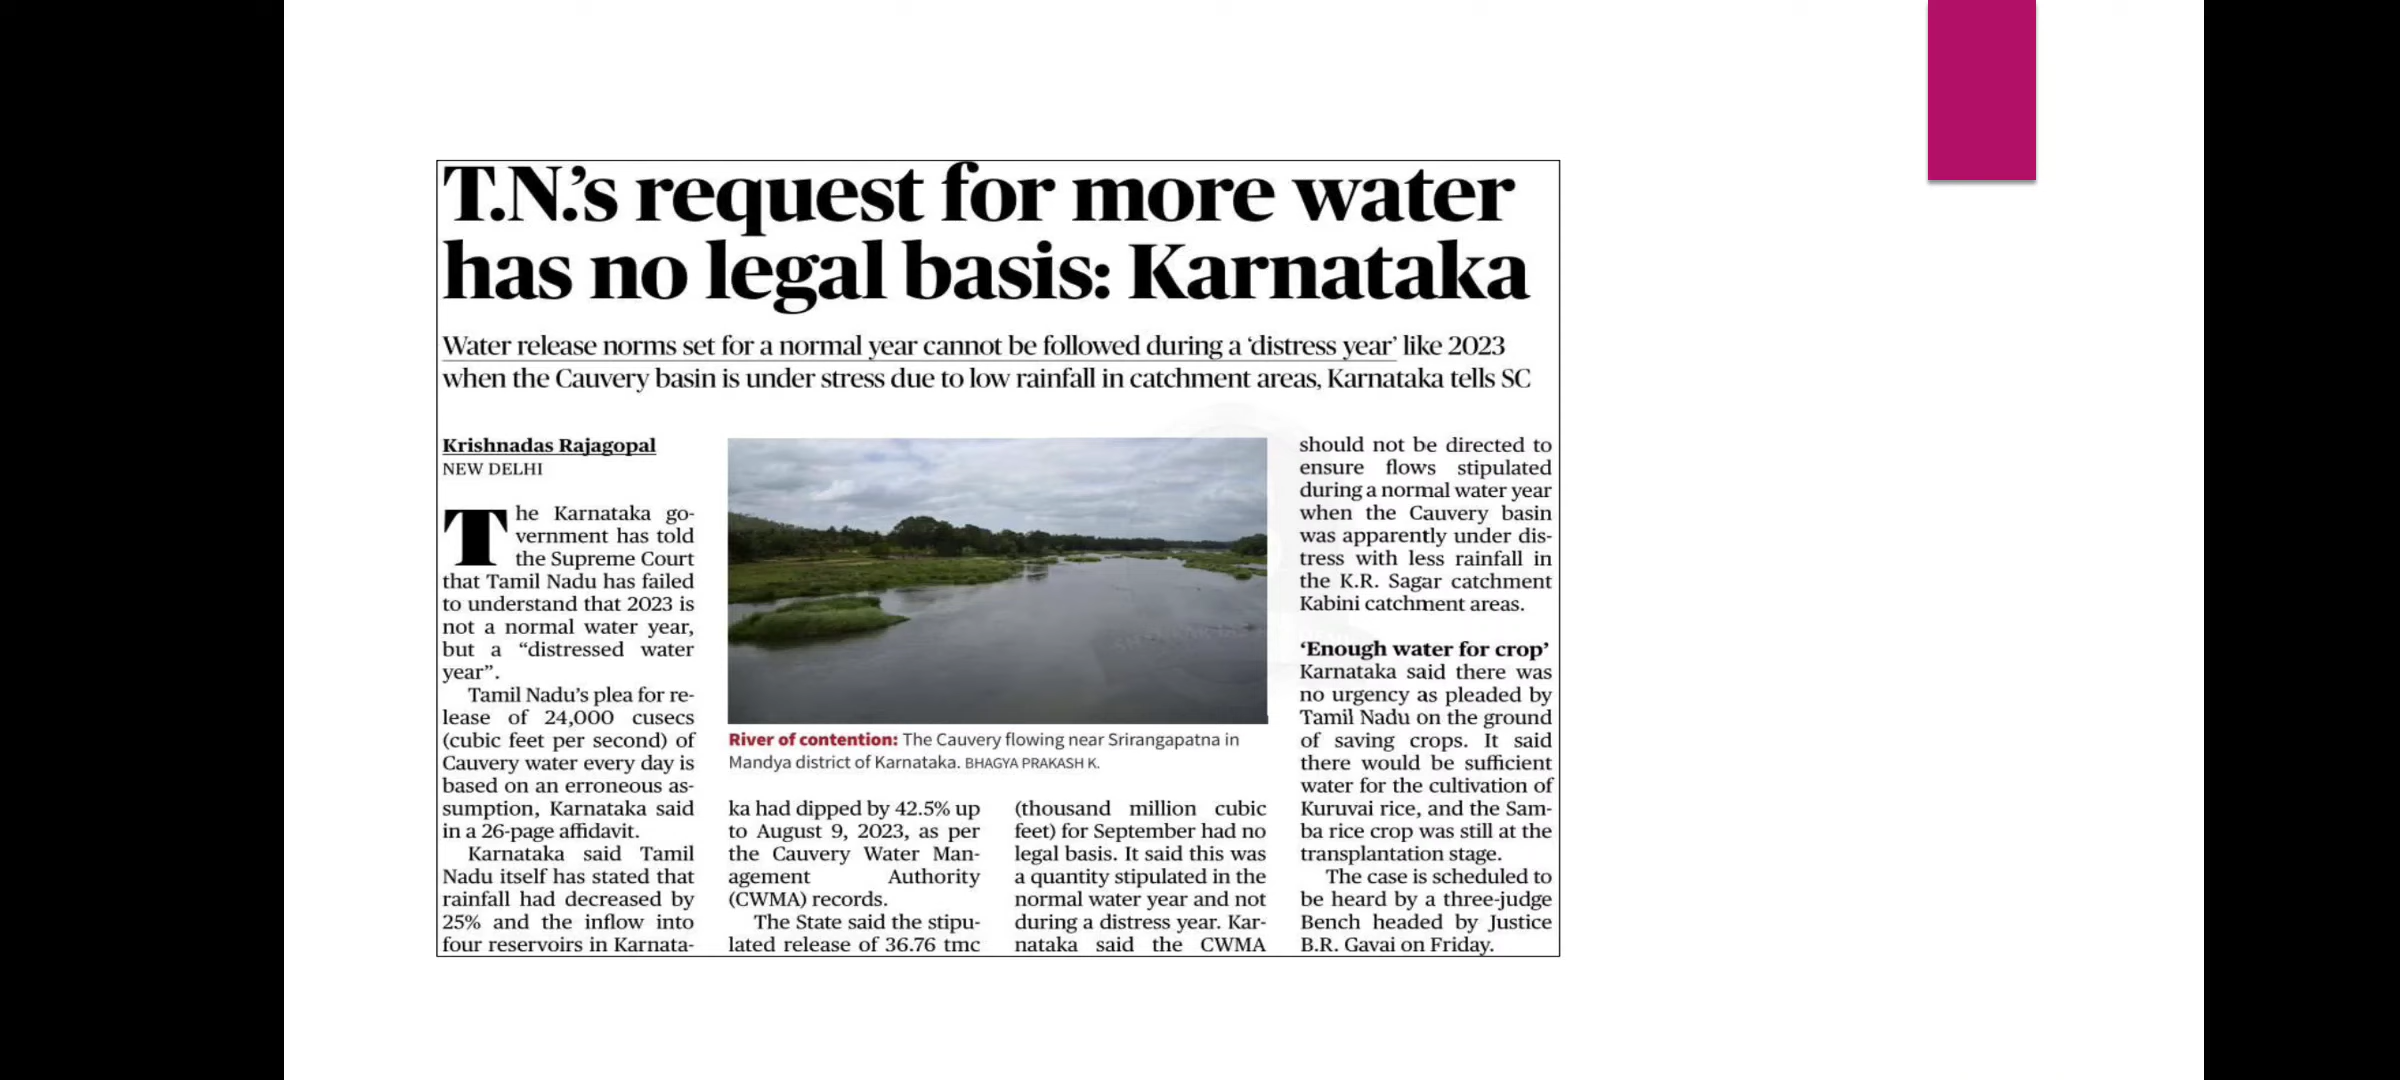 T.N.’s request for more water
has no legal basis: Karnataka
Water release norms set for a normal year cannot be followed during a ‘distress year’ like 2023
when the Cauvery basin is under stress due to low rainfall in catchment areas, Karnataka tells SC
Krishnadas Rajagopal
NEW DELHI
The Karnataka go-
vernment has told
the Supreme Court
that Tamil Nadu has failed
to understand that 2023 is
not a normal water year,
but a “distressed water
year”.
Tamil Nadu’s plea for re-
lease of 24,000 cusecs
(cubic feet per second) of
Cauvery water every day is
based on an erroneous as-
sumption, Karnataka said
in a 26-page affidavit.
Karnataka said Tamil
Nadu itself has stated that
rainfall had decreased by
25% and the inflow into
four reservoirs in Karnata-
River of contention: The Cauvery flowing near Srirangapatna in
Mandya district of Karnataka. BHAGYA PRAKASH K.
ka had dipped by 42.5% up
to August 9, 2023, as per
the Cauvery Water Man-
agement Authority
(CWMA) records.
The State said the stipu-
lated release of 36.76 tmc
(thousand million cubic
feet) for September had no
legal basis. It said this was
a quantity stipulated in the
normal water year and not
during a distress year. Kar-
nataka said the CWMA
should not be directed to
ensure flows stipulated
during a normal water year
when the Cauvery basin
was apparently under dis-
tress with less rainfall in
the K.R. Sagar catchment
Kabini catchment areas.
‘Enough water for crop’
Karnataka said there was
no urgency as pleaded by
Tamil Nadu on the ground
of saving crops. It said
there would be sufficient
water for the cultivation of
Kuruvai rice, and the Sam-
ba rice crop was still at the
transplantation stage.
The case is scheduled to
be heard by a three-judge
Bench headed by Justice
B.R. Gavai on Friday.